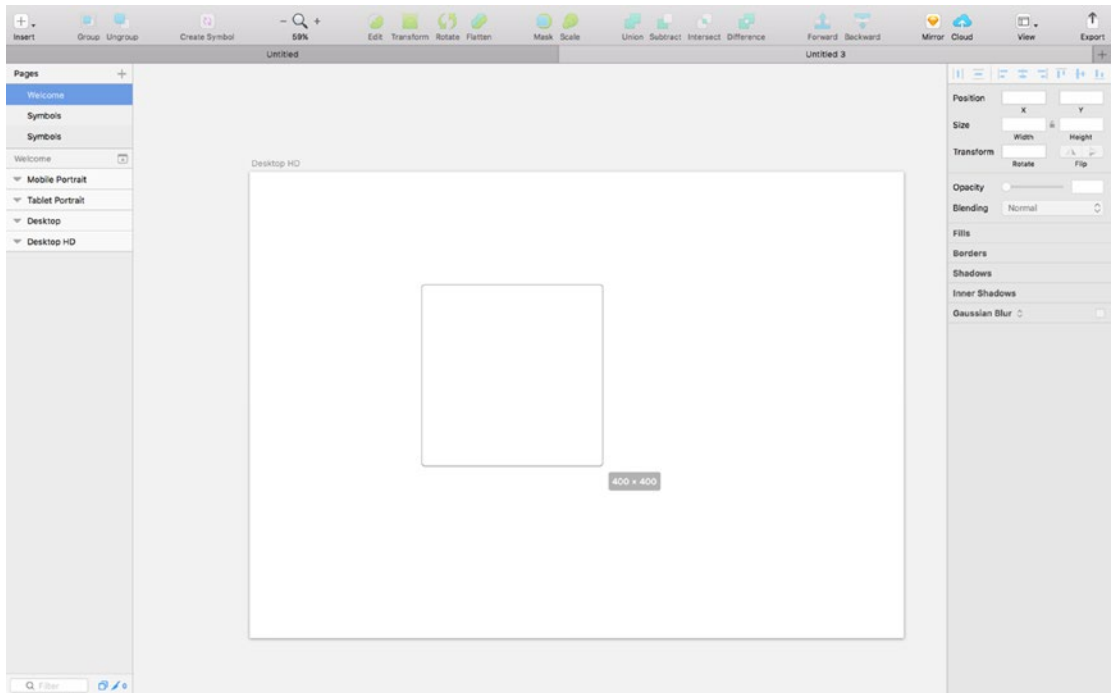 Insert Group Ungroup Create Symbol 59% Edit Transform Rotate Flatten Mask Scale Union Subtract Intersect Difference Forward Backward Mirror Cloud View Export
Untitled Untitled 3
Pages
Welcome
Symbols
Symbols
Welcome
Mobile Portrait
Tablet Portrait
Desktop
Desktop HD
Filter
0
Desktop HD
400 × 400
Position
X Y
Size
Width Height
Transform
Rotate Flip
Opacity
Blending Normal
Fills
Borders
Shadows
Inner Shadows
Gaussian Blur